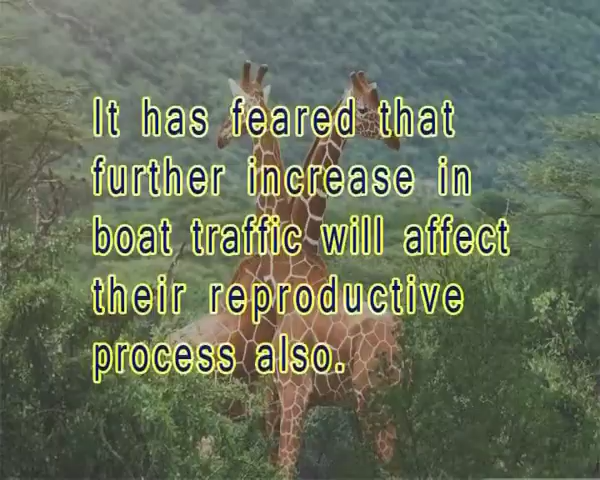 It has feared that
further increase in
boat traffic will affect
their reproductive
process also.